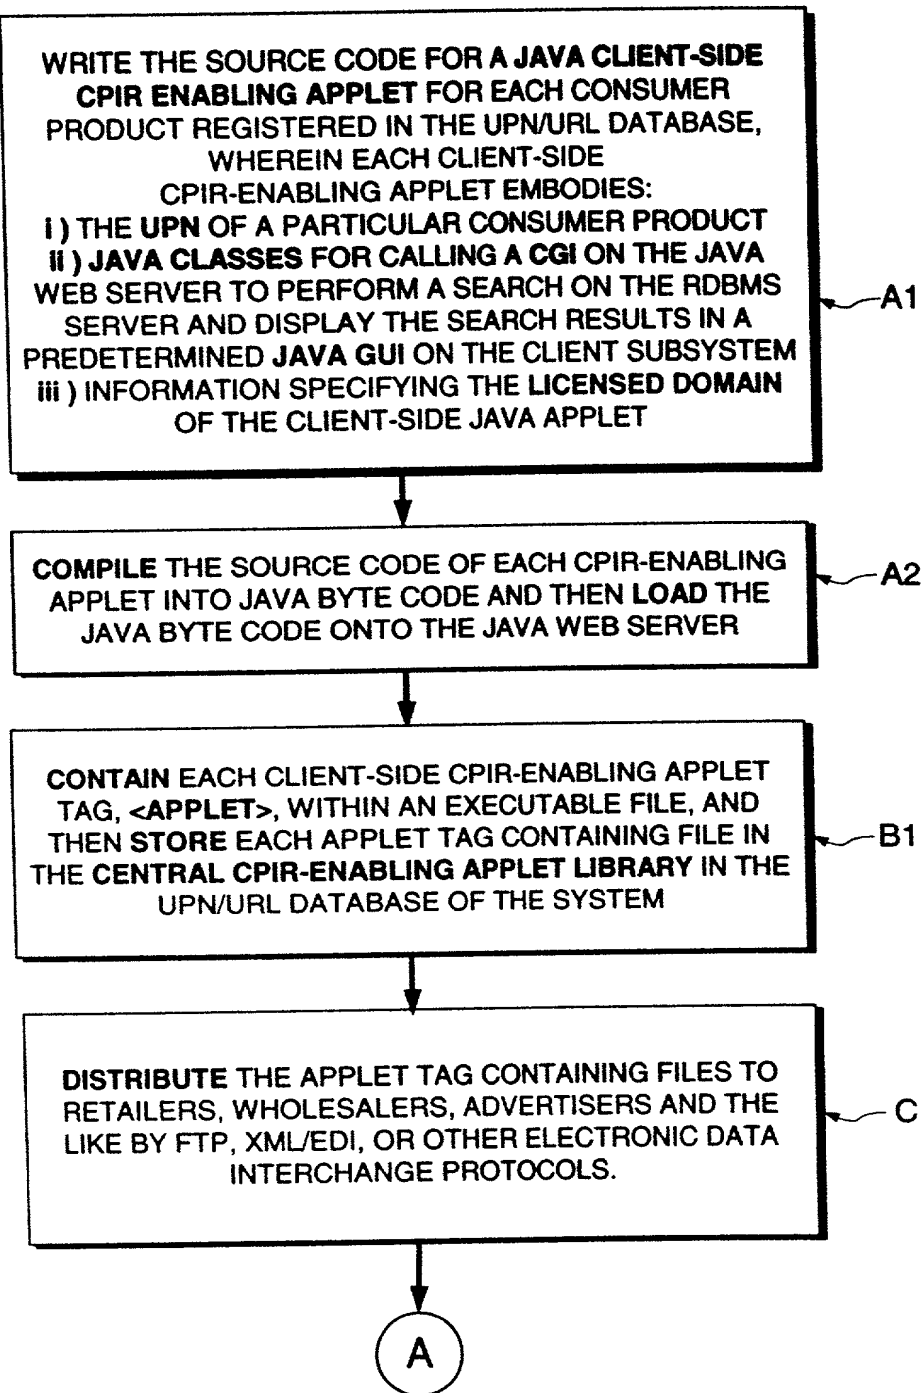 WRITE THE SOURCE CODE FOR A JAVA CLIENT-SIDE
CPIR ENABLING APPLET FOR EACH CONSUMER
PRODUCT REGISTERED IN THE UPN/URL DATABASE,
WHEREIN EACH CLIENT-SIDE
CPIR-ENABLING APPLET EMBODIES:
i ) THE UPN OF A PARTICULAR CONSUMER PRODUCT
ii ) JAVA CLASSES FOR CALLING A CGI ON THE JAVA
WEB SERVER TO PERFORM A SEARCH ON THE RDBMS
SERVER AND DISPLAY THE SEARCH RESULTS IN A
PREDETERMINED JAVA GUI ON THE CLIENT SUBSYSTEM
iii ) INFORMATION SPECIFYING THE LICENSED DOMAIN
OF THE CLIENT-SIDE JAVA APPLET
A1
COMPILE THE SOURCE CODE OF EACH CPIR-ENABLING
APPLET INTO JAVA BYTE CODE AND THEN LOAD THE
JAVA BYTE CODE ONTO THE JAVA WEB SERVER
A2
CONTAIN EACH CLIENT-SIDE CPIR-ENABLING APPLET
TAG, <APPLET>, WITHIN AN EXECUTABLE FILE, AND
THEN STORE EACH APPLET TAG CONTAINING FILE IN
THE CENTRAL CPIR-ENABLING APPLET LIBRARY IN THE
UPN/URL DATABASE OF THE SYSTEM
B1
DISTRIBUTE THE APPLET TAG CONTAINING FILES TO
RETAILERS, WHOLESALERS, ADVERTISERS AND THE
LIKE BY FTP, XML/EDI, OR OTHER ELECTRONIC DATA
INTERCHANGE PROTOCOLS.
C
A